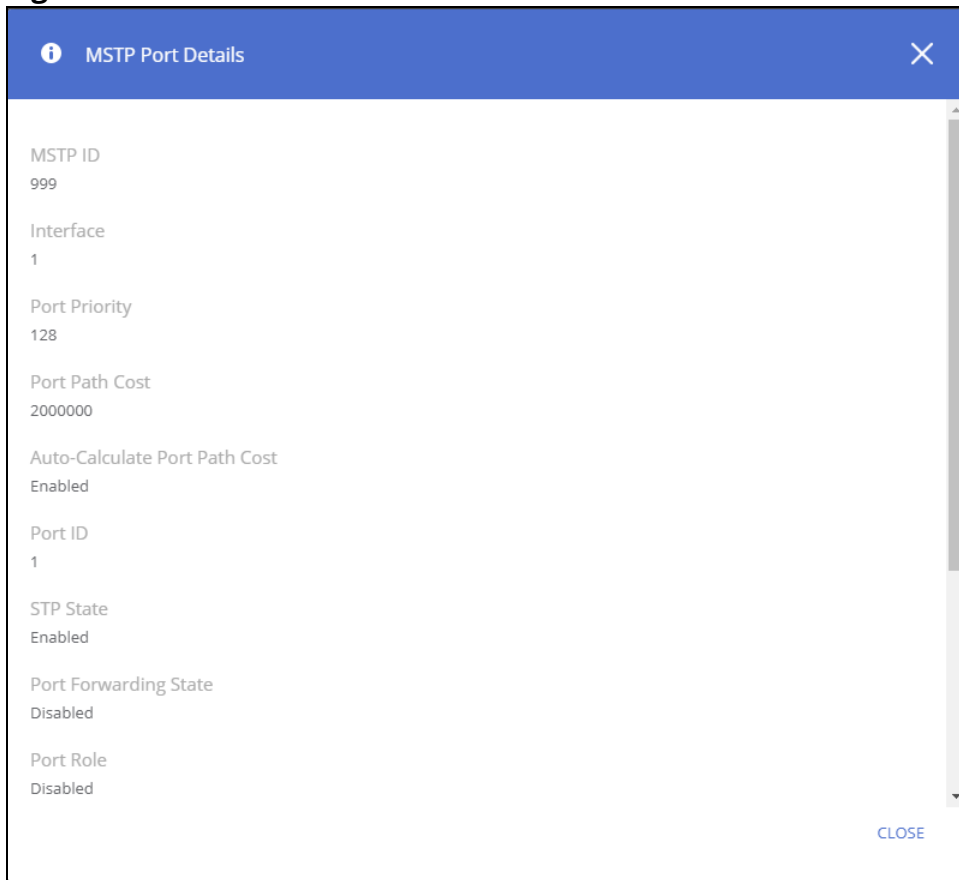 MSTP Port Details
MSTP ID
999
Interface
1
Port Priority
128
Port Path Cost
2000000
Auto-Calculate Port Path Cost
Enabled
Port ID
1
STP State
Enabled
Port Forwarding State
Disabled
Port Role
Disabled
CLOSE